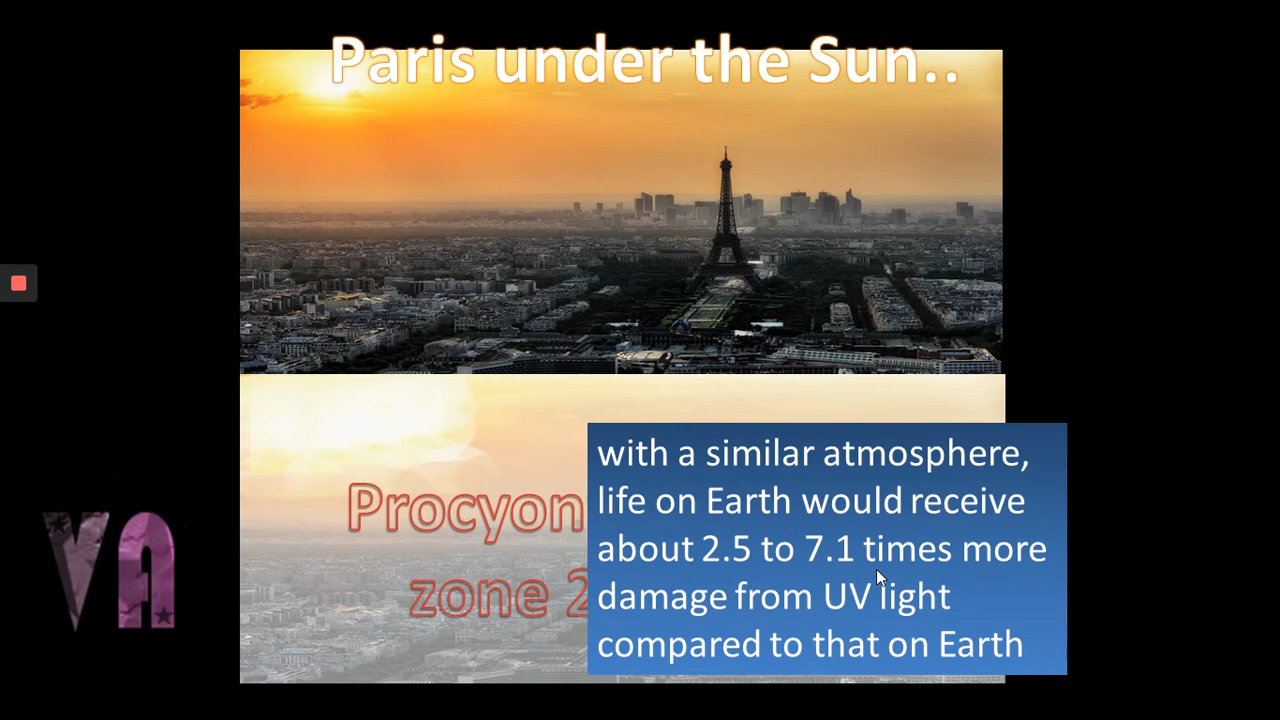 Paris under the Sun..
Procyon
zone 2
with a similar atmosphere,
life on Earth would receive
about 2.5 to 7.1 times more
damage from UV light
compared to that on Earth
VA